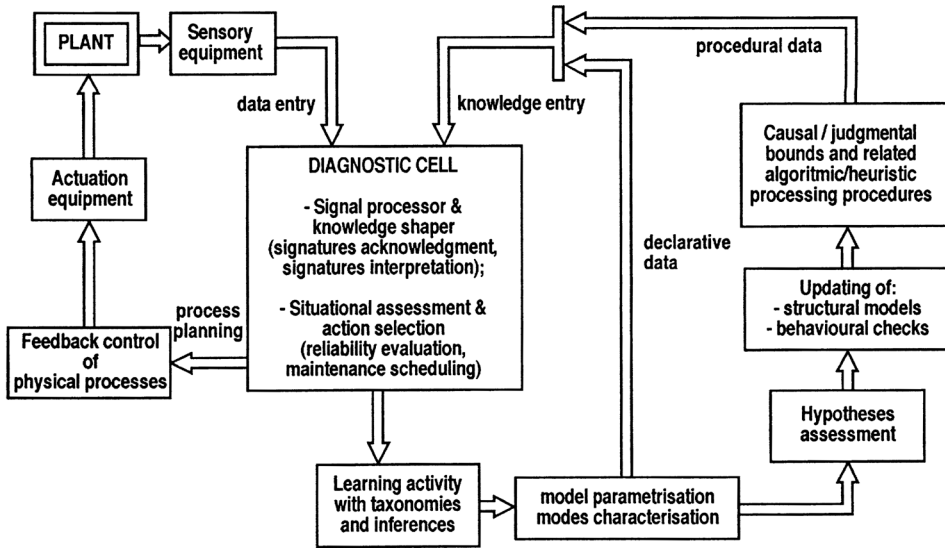 PLANT
Sensory
equipment
data entry
knowledge entry
procedural data
Actuation
equipment
DIAGNOSTIC CELL
- Signal processor &
knowledge shaper
(signatures acknowledgment,
signatures interpretation);
- Situational assessment &
action selection
(reliability evaluation,
maintenance scheduling)
process
planning
Feedback control
of
physical processes
declarative
data
Causal / judgmental
bounds and related
algoritmic/heuristic
processing procedures
Updating of:
- structural models
- behavioural checks
Hypotheses
assessment
Learning activity
with taxonomies
and inferences
model parametrisation
modes characterisation